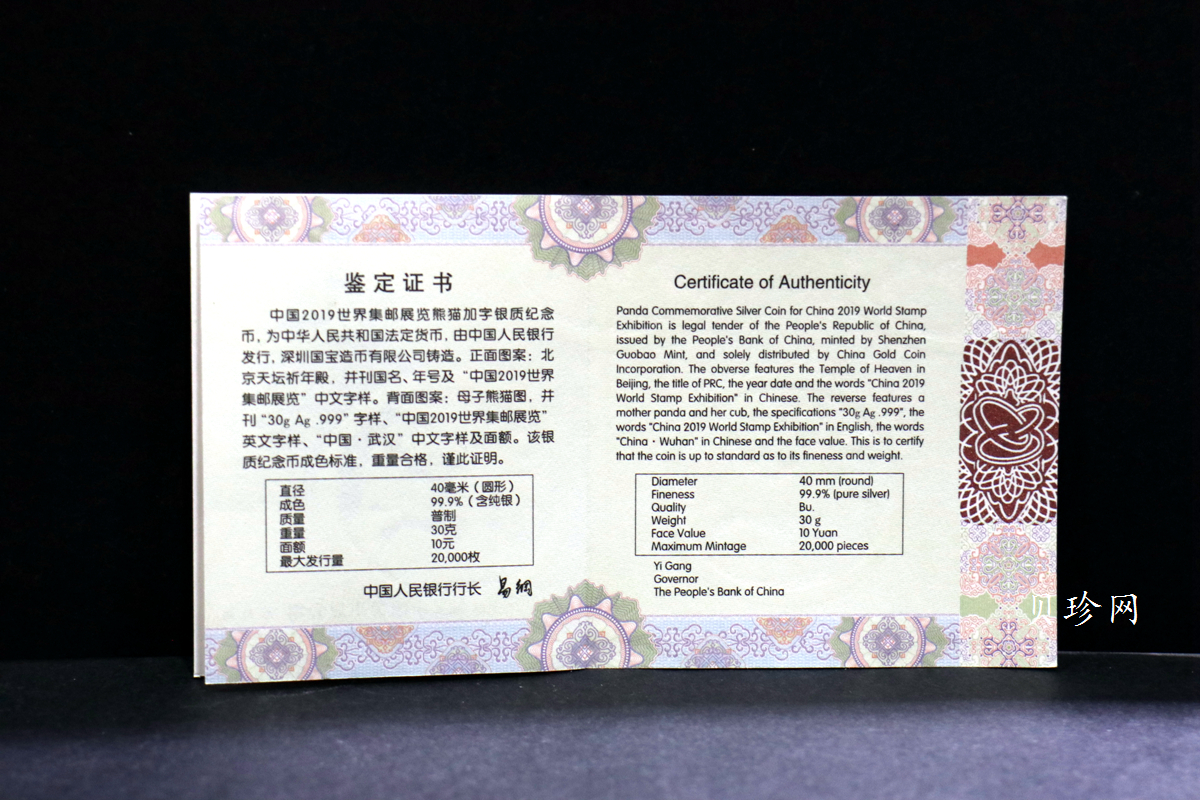 鉴定证书
中国2019世界集邮展览熊猫加字银质纪念
币，为中华人民共和国法定货币，由中国人民银行
发行，深圳国宝造币有限公司铸造。正面图案：北
京天坛祈年殿，并刊国名、年号及“中国2019世界
集邮展览”中文字样。背面图案：母子熊猫图，并
刊“30g Ag .999”字样、“中国2019世界集邮展览”
英文字样、“中国·武汉”中文字样及面额。该银
质纪念币成色标准，重量合格，谨此证明。
直径 40毫米（圆形）
成色 99.9%（含纯银）
质量 普制
重量 30克
面额 10元
最大发行量 20,000枚
中国人民银行行长 易纲
Certificate of Authenticity
Panda Commemorative Silver Coin for China 2019 World Stamp
Exhibition is legal tender of the People's Republic of China,
issued by the People's Bank of China, minted by Shenzhen
Guobao Mint, and solely distributed by China Gold Coin
Incorporation. The obverse features the Temple of Heaven in
Beijing, the title of PRC, the year date and the words "China 2019
World Stamp Exhibition" in Chinese. The reverse features a
mother panda and her cub, the specifications "30g Ag .999", the
words "China 2019 World Stamp Exhibition" in English, the words
"China · Wuhan" in Chinese and the face value. This is to certify
that the coin is up to standard as to its fineness and weight.
Diameter 40 mm (round)
Fineness 99.9% (pure silver)
Quality Bu.
Weight 30 g
Face Value 10 Yuan
Maximum Mintage 20,000 pieces
Yi Gang
Governor
The People's Bank of China
珍网